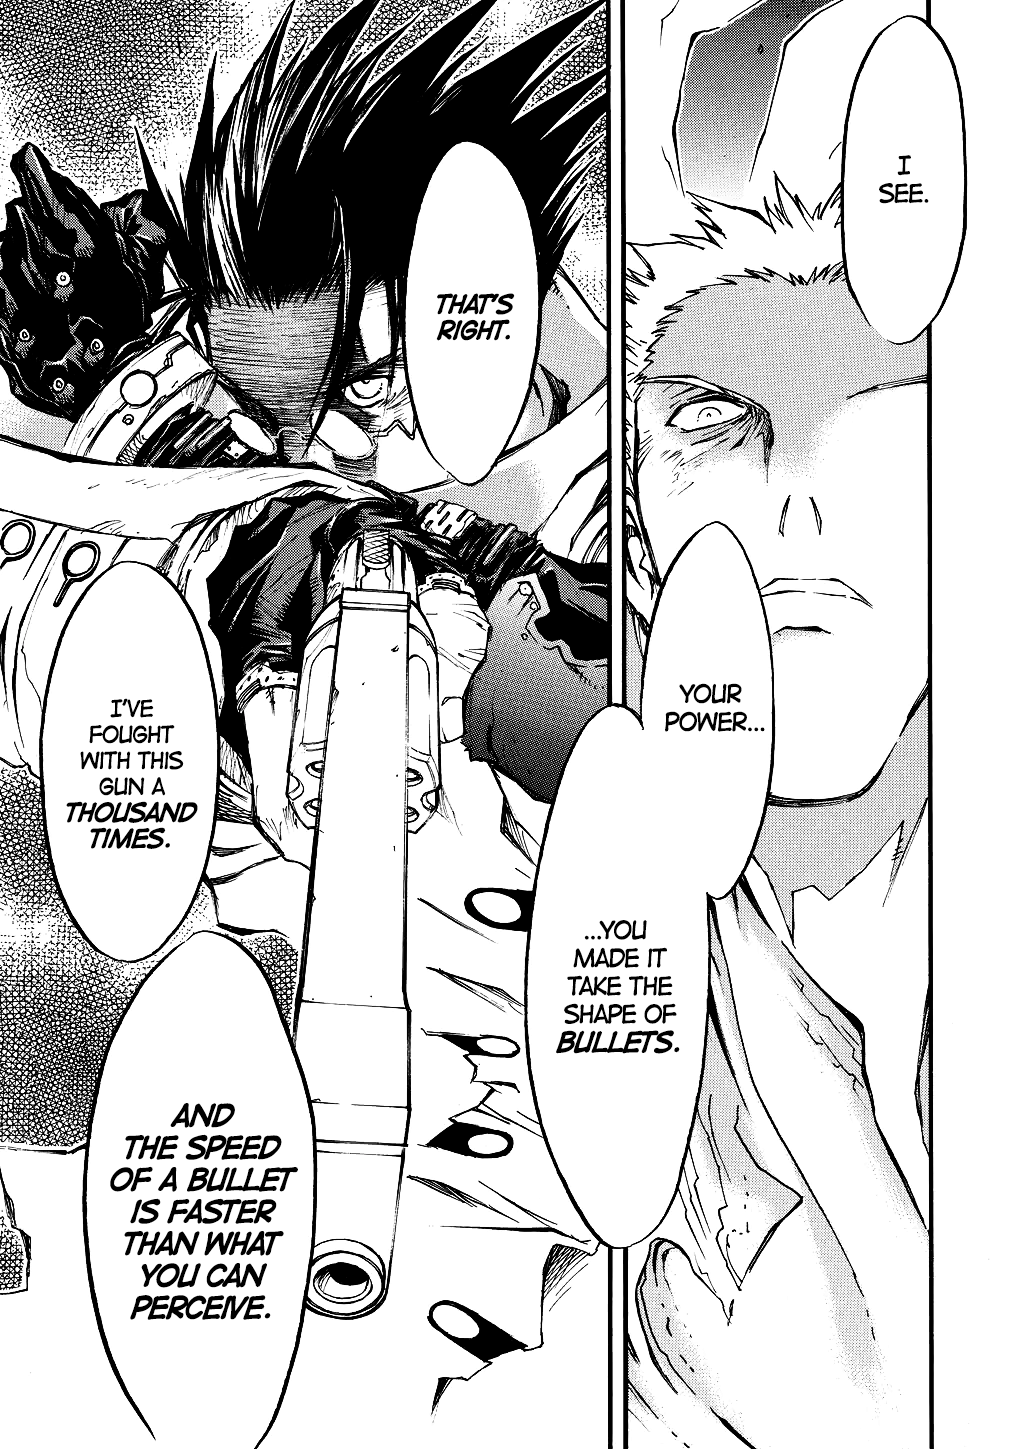 I
SEE.
YOUR
POWER...
...YOU
MADE IT
TAKE THE
SHAPE OF
BULLETS.
THAT'S
RIGHT.
I'VE
FOUGHT
WITH THIS
GUN A
THOUSAND
TIMES.
AND
THE SPEED
OF A BULLET
IS FASTER
THAN WHAT
YOU CAN
PERCEIVE.